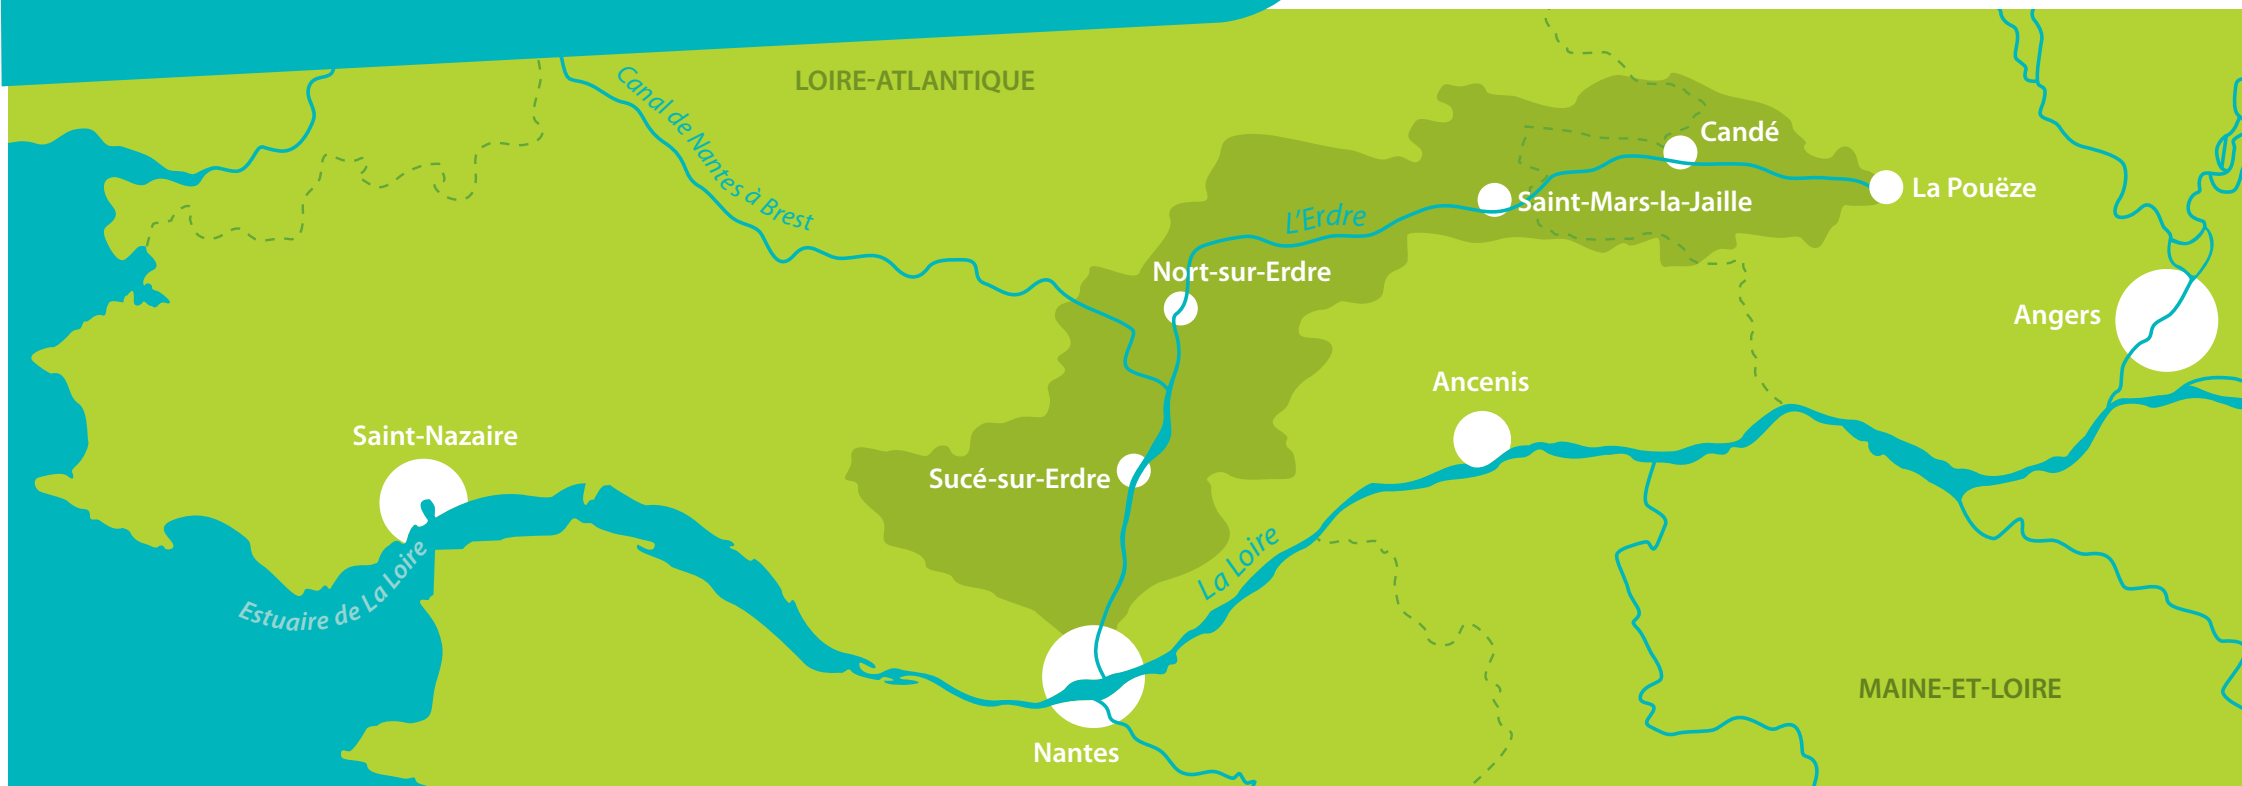 LOIRE-ATLANTIQUE
Canal de Nantes à Brest
Candé
La Pouëze
Saint-Mars-la-Jaille
L'Erdre
Nort-sur-Erdre
Angers
Ancenis
Saint-Nazaire
Sucé-sur-Erdre
La Loire
Estuaire de La Loire
MAINE-ET-LOIRE
Nantes